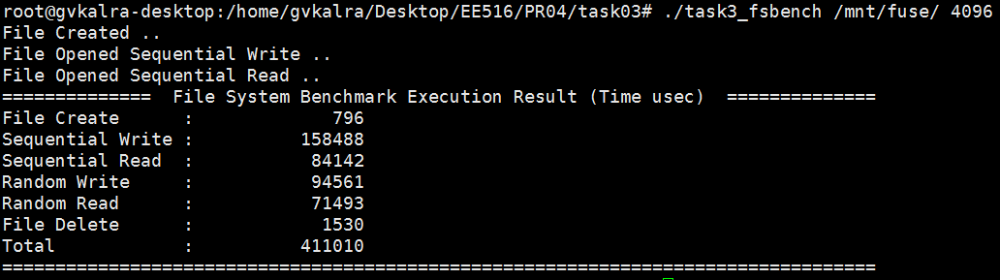 root@gvkalra-desktop:/home/gvkalra/Desktop/EE516/PR04/task03# ./task3_fsbench /mnt/fuse/ 4096
File Created ..
File Opened Sequential Write ..
File Opened Sequential Read ..
==============  File System Benchmark Execution Result (Time usec)  ==============
File Create      :             796
Sequential Write :          158488
Sequential Read  :           84142
Random Write     :           94561
Random Read      :           71493
File Delete      :            1530
Total            :          411010
==================================================================================